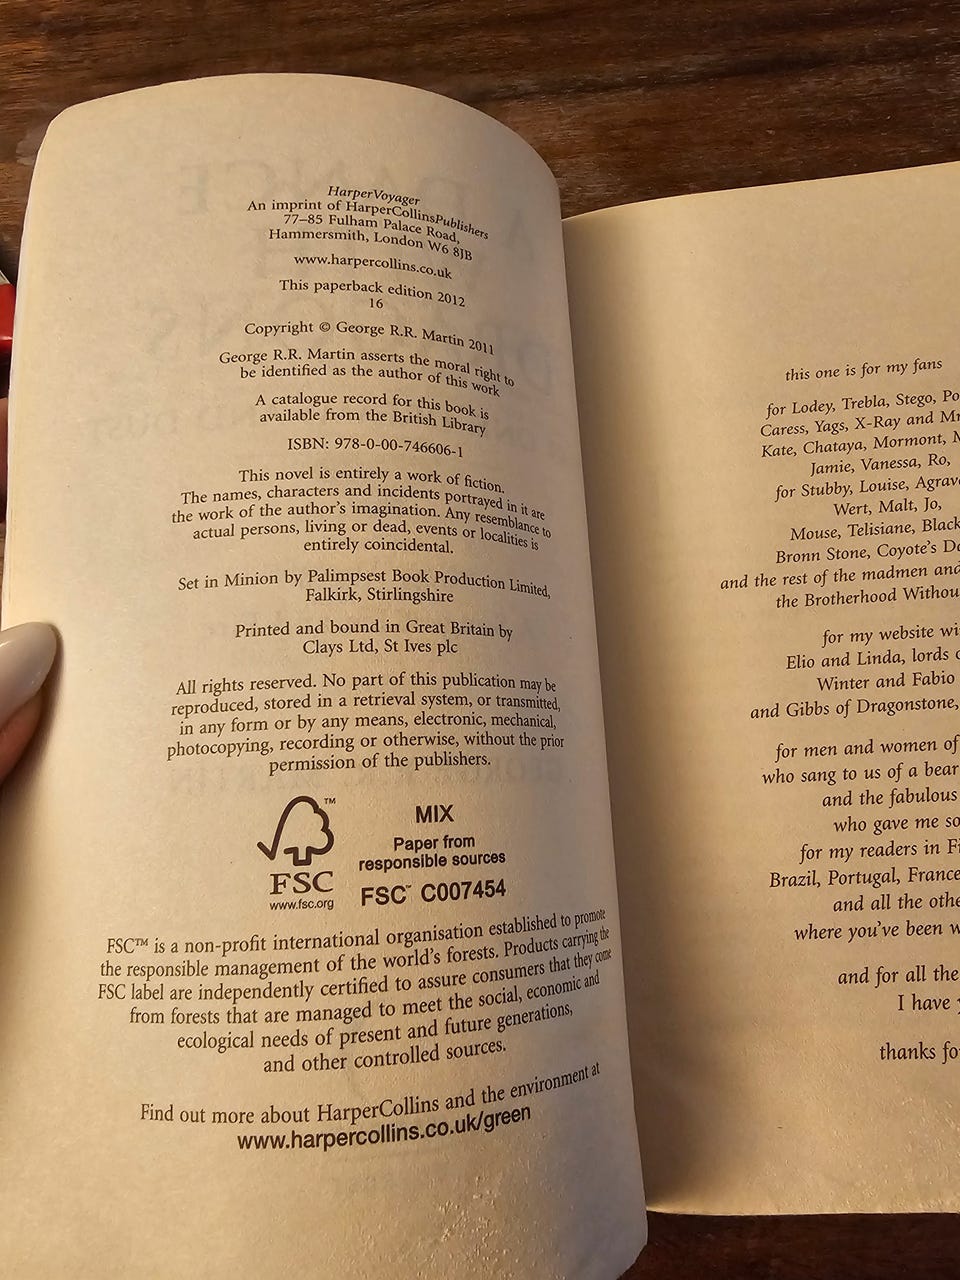 HarperVoyager
An imprint of HarperCollinsPublishers
77–85 Fulham Palace Road,
Hammersmith, London W6 8JB
www.harpercollins.co.uk
This paperback edition 2012
16
Copyright © George R.R. Martin 2011
George R.R. Martin asserts the moral right to
be identified as the author of this work
A catalogue record for this book is
available from the British Library
ISBN: 978-0-00-746606-1
This novel is entirely a work of fiction.
The names, characters and incidents portrayed in it are
the work of the author's imagination. Any resemblance to
actual persons, living or dead, events or localities is
entirely coincidental.
Set in Minion by Palimpsest Book Production Limited,
Falkirk, Stirlingshire
Printed and bound in Great Britain by
Clays Ltd, St Ives plc
All rights reserved. No part of this publication may be
reproduced, stored in a retrieval system, or transmitted,
in any form or by any means, electronic, mechanical,
photocopying, recording or otherwise, without the prior
permission of the publishers.
™
FSC
www.fsc.org
MIX
Paper from
responsible sources
FSC™ C007454
FSC™ is a non-profit international organisation established to promote
the responsible management of the world's forests. Products carrying the
FSC label are independently certified to assure consumers that they come
from forests that are managed to meet the social, economic and
ecological needs of present and future generations,
and other controlled sources.
Find out more about HarperCollins and the environment at
www.harpercollins.co.uk/green
this one is for my fans
for Lodey, Trebla, Stego, Po
Caress, Yags, X-Ray and M
Kate, Chataya, Mormont, M
Jamie, Vanessa, Ro,
for Stubby, Louise, Agrav
Wert, Malt, Jo,
Mouse, Telisiane, Black
Bronn Stone, Coyote's D
and the rest of the madmen and
the Brotherhood Withou
for my website wi
Elio and Linda, lords o
Winter and Fabio
and Gibbs of Dragonstone,
for men and women of
who sang to us of a bear
and the fabulous
who gave me so
for my readers in Fi
Brazil, Portugal, France
and all the othe
where you've been w
and for all the
I have
thanks fo